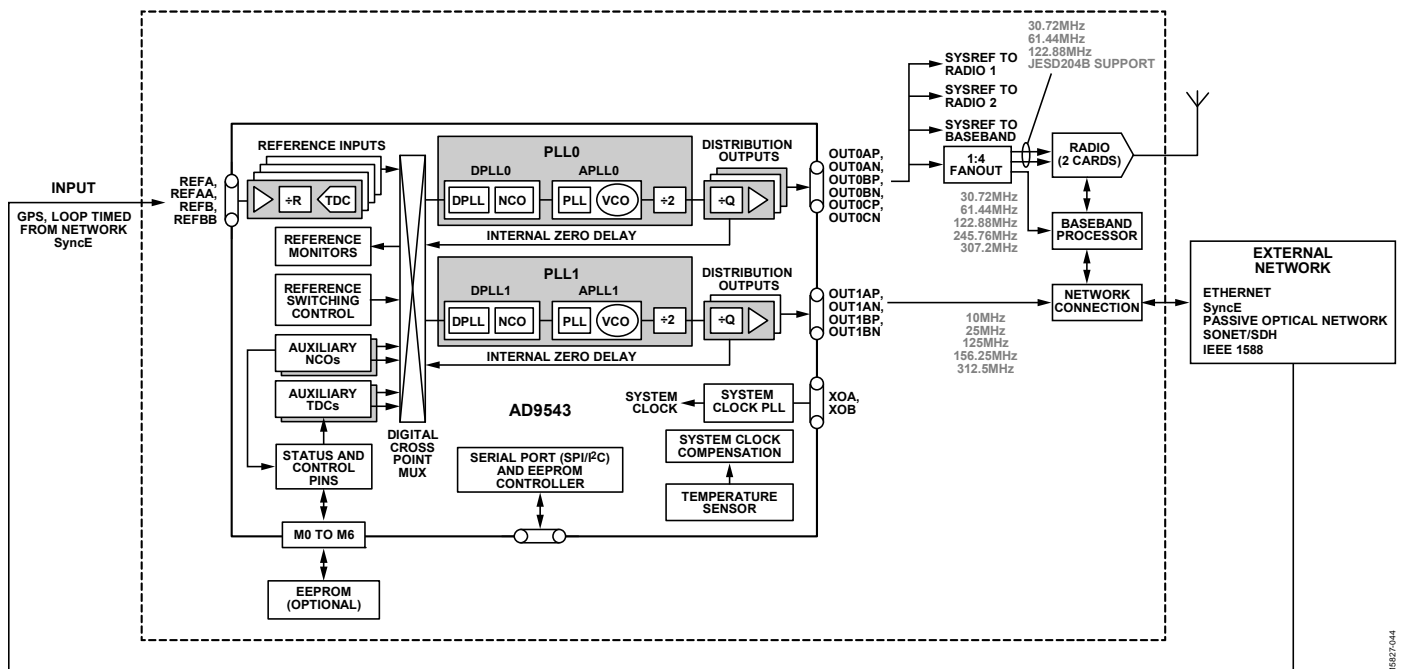 30.72MHz
61.44MHz
122.88MHz
JESD204B SUPPORT
SYSREF TO
RADIO 1
SYSREF TO
RADIO 2
SYSREF TO
BASEBAND
1:4
FANOUT
RADIO
(2 CARDS)
30.72MHz
61.44MHz
122.88MHz
245.76MHz
307.2MHz
BASEBAND
PROCESSOR
NETWORK
CONNECTION
INPUT
GPS, LOOP TIMED
FROM NETWORK
SyncE
REFA,
REFAA,
REFB,
REFBB
REFERENCE INPUTS
÷R
TDC
REFERENCE
MONITORS
REFERENCE
SWITCHING
CONTROL
AUXILIARY
NCOs
AUXILIARY
TDCs
STATUS AND
CONTROL
PINS
M0 TO M6
EEPROM
(OPTIONAL)
DIGITAL
CROSS
POINT
MUX
PLL0
DPLL0
APLL0
DPLL
NCO
PLL
VCO
÷2
DISTRIBUTION
OUTPUTS
÷Q
INTERNAL ZERO DELAY
OUT0AP,
OUT0AN,
OUT0BP,
OUT0BN,
OUT0CP,
OUT0CN
PLL1
DPLL1
APLL1
DPLL
NCO
PLL
VCO
÷2
DISTRIBUTION
OUTPUTS
÷Q
INTERNAL ZERO DELAY
OUT1AP,
OUT1AN,
OUT1BP,
OUT1BN
10MHz
25MHz
125MHz
156.25MHz
312.5MHz
AD9543
SYSTEM
CLOCK
SYSTEM
CLOCK PLL
XOA,
XOB
SYSTEM CLOCK
COMPENSATION
TEMPERATURE
SENSOR
SERIAL PORT (SPI/I²C)
AND EEPROM
CONTROLLER
EXTERNAL
NETWORK
ETHERNET
SyncE
PASSIVE OPTICAL NETWORK
SONET/SDH
IEEE 1588
15827-044